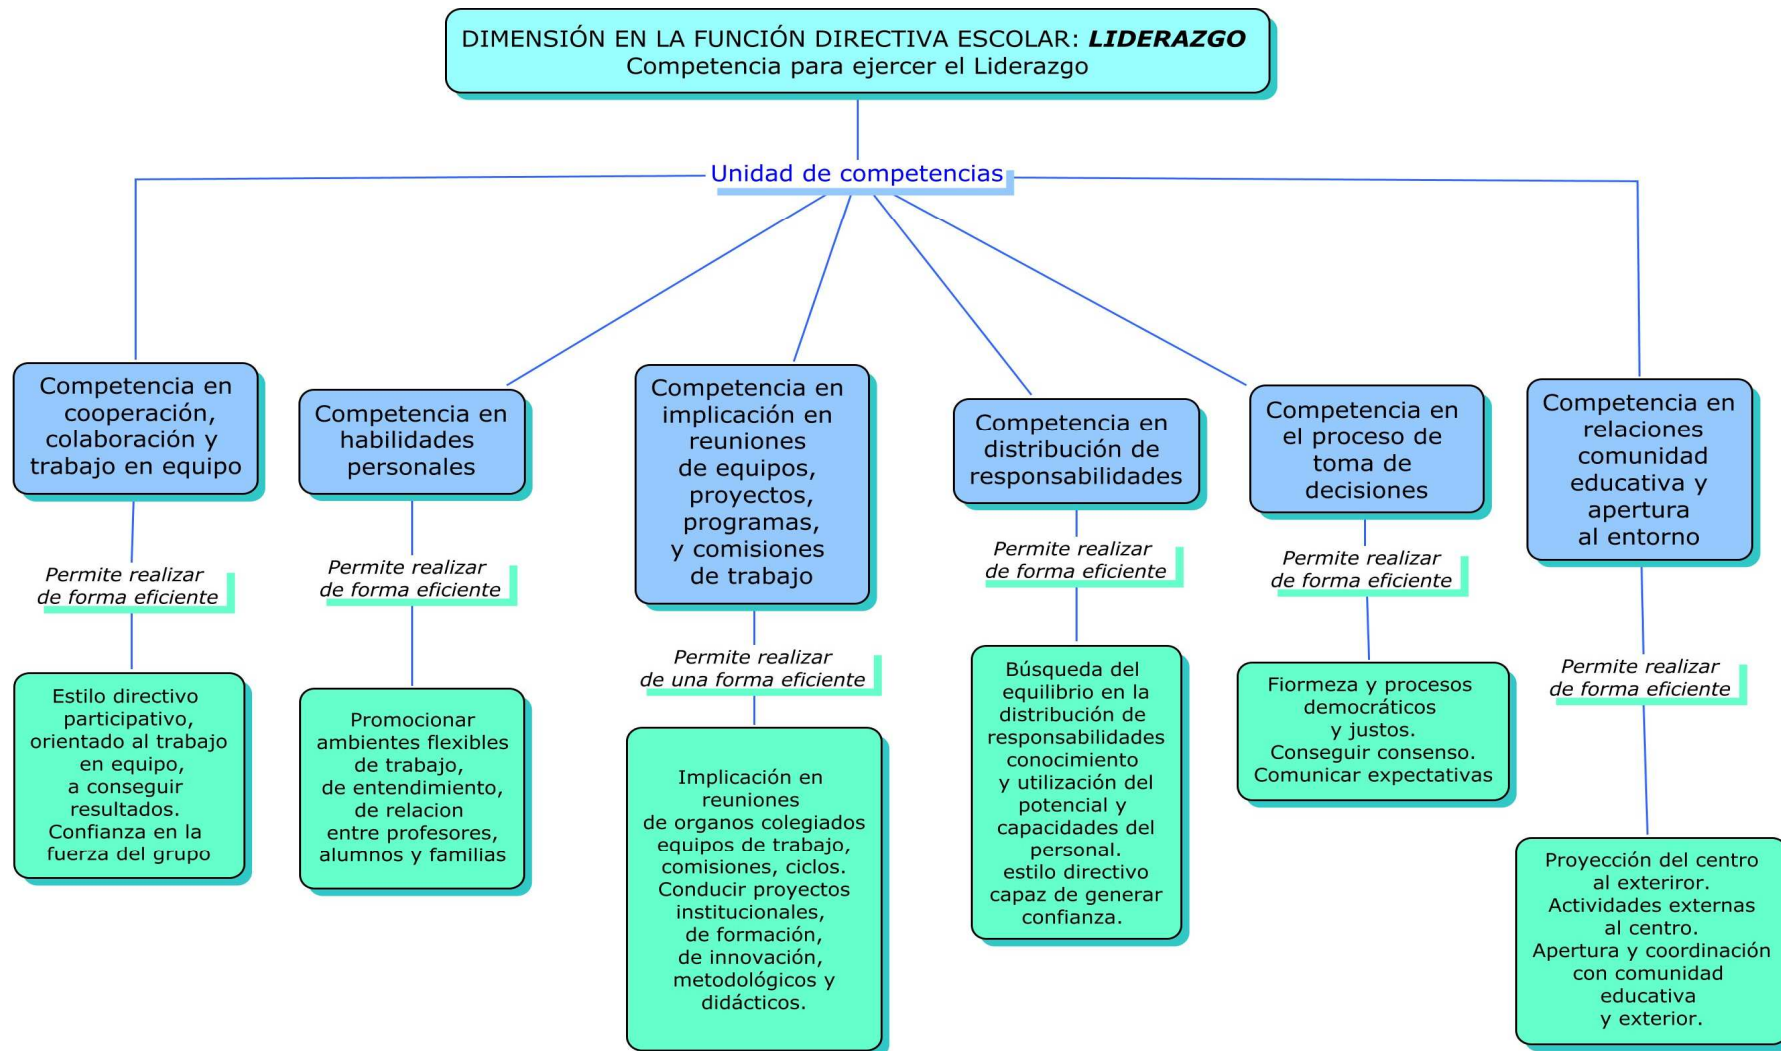 DIMENSIÓN EN LA FUNCIÓN DIRECTIVA ESCOLAR: LIDERAZGO
Competencia para ejercer el Liderazgo
Unidad de competencias
Competencia en
cooperación,
colaboración y
trabajo en equipo
Permite realizar
de forma eficiente
Estilo directivo
participativo,
orientado al trabajo
en equipo,
a conseguir
resultados.
Confianza en la
fuerza del grupo
Competencia en
habilidades
personales
Permite realizar
de forma eficiente
Promocionar
ambientes flexibles
de trabajo,
de entendimiento,
de relacion
entre profesores,
alumnos y familias
Competencia en
implicación en
reuniones
de equipos,
proyectos,
programas,
y comisiones
de trabajo
Permite realizar
de una forma eficiente
Implicación en
reuniones
de organos colegiados
equipos de trabajo,
comisiones, ciclos.
Conducir proyectos
institucionales,
de formación,
de innovación,
metodológicos y
didácticos.
Competencia en
distribución de
responsabilidades
Permite realizar
de forma eficiente
Búsqueda del
equilibrio en la
distribución de
responsabilidades
conocimiento
y utilización del
potencial y
capacidades del
personal.
estilo directivo
capaz de generar
confianza.
Competencia en
el proceso de
toma de
decisiones
Permite realizar
de forma eficiente
Fiormeza y procesos
democráticos
y justos.
Conseguir consenso.
Comunicar expectativas
Competencia en
relaciones
comunidad
educativa y
apertura
al entorno
Permite realizar
de forma eficiente
Proyección del centro
al exteriror.
Actividades externas
al centro.
Apertura y coordinación
con comunidad
educativa
y exterior.